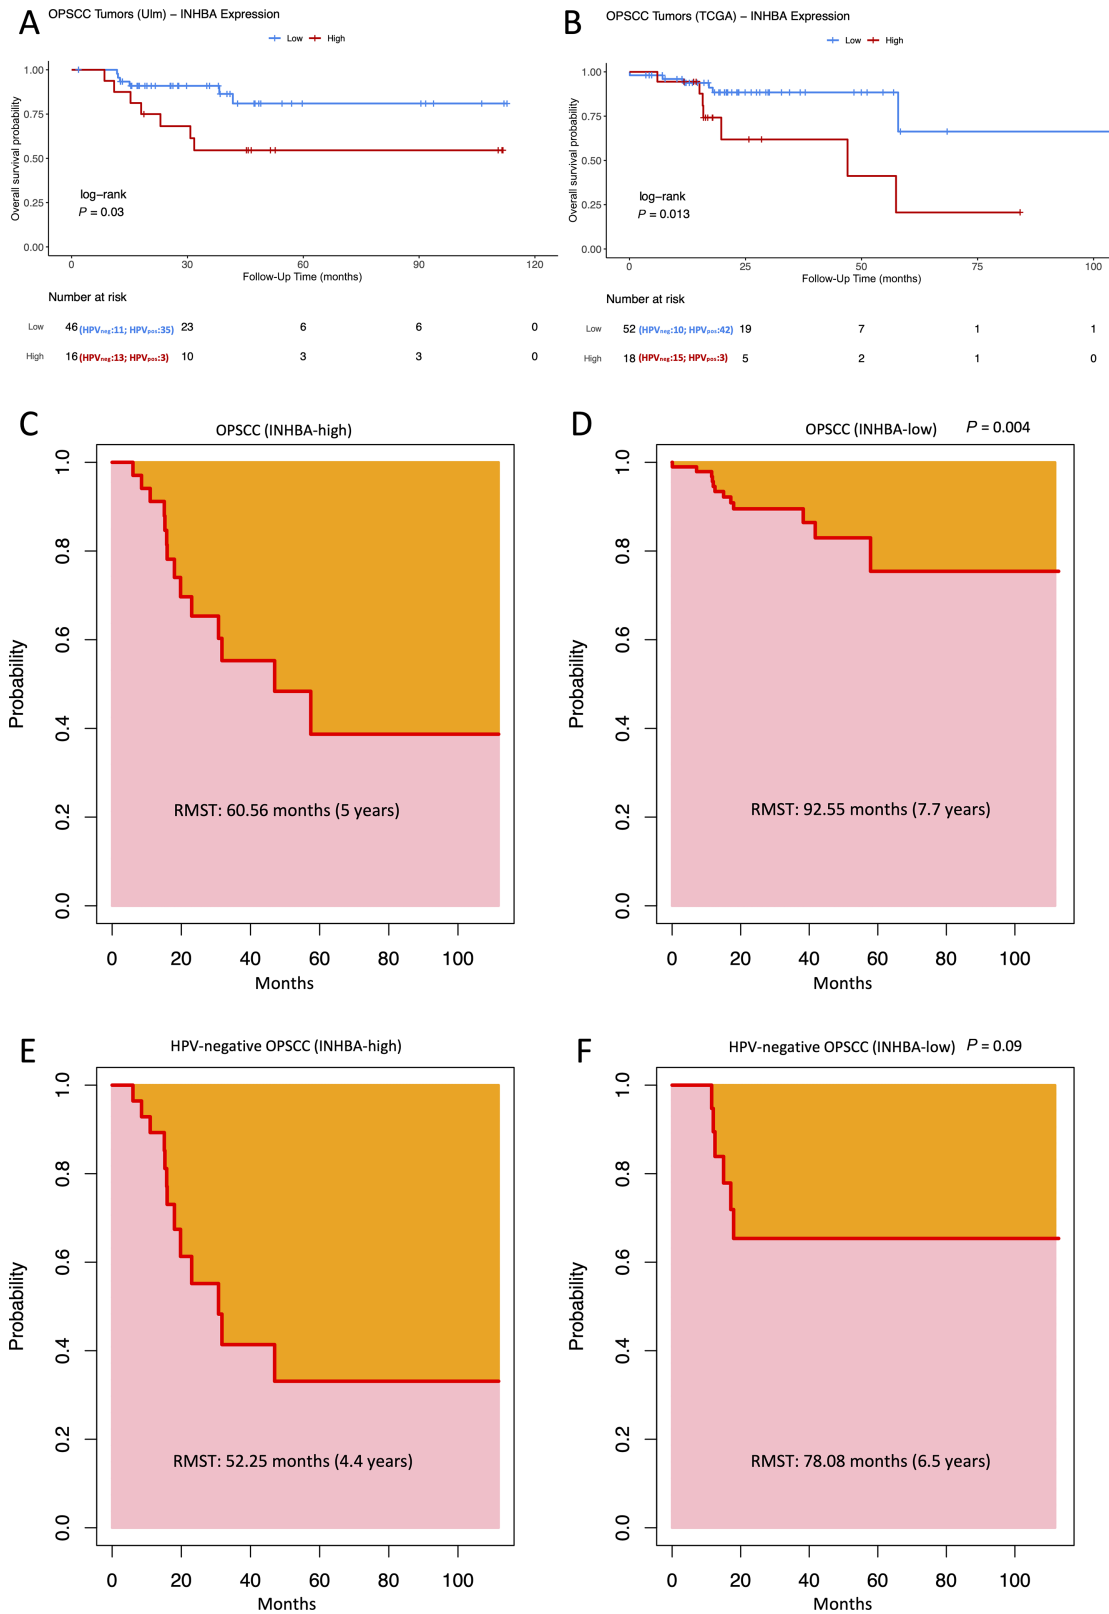 A
OPSCC Tumors (Ulm) – INHBA Expression
Low High
Overall survival probability
1.00
0.75
0.50
0.25
0.00
log–rank
P = 0.03
0 30 60 90 120
Follow-Up Time (months)
Number at risk
Low 46 (HPVneg:11; HPVpos:35) 23 6 6 0
High 16 (HPVneg:13; HPVpos:3) 10 3 3 0
B
OPSCC Tumors (TCGA) – INHBA Expression
Low High
Overall survival probability
1.00
0.75
0.50
0.25
0.00
log–rank
P = 0.013
0 25 50 75 100
Follow-Up Time (months)
Number at risk
Low 52 (HPVneg:10; HPVpos:42) 19 7 1 1
High 18 (HPVneg:15; HPVpos:3) 5 2 1 0
C
OPSCC (INHBA-high)
Probability
1.0
0.8
0.6
0.4
0.2
0.0
RMST: 60.56 months (5 years)
0 20 40 60 80 100
Months
D
OPSCC (INHBA-low) P = 0.004
Probability
1.0
0.8
0.6
0.4
0.2
0.0
RMST: 92.55 months (7.7 years)
0 20 40 60 80 100
Months
E
HPV-negative OPSCC (INHBA-high)
Probability
1.0
0.8
0.6
0.4
0.2
0.0
RMST: 52.25 months (4.4 years)
0 20 40 60 80 100
Months
F
HPV-negative OPSCC (INHBA-low) P = 0.09
Probability
1.0
0.8
0.6
0.4
0.2
0.0
RMST: 78.08 months (6.5 years)
0 20 40 60 80 100
Months